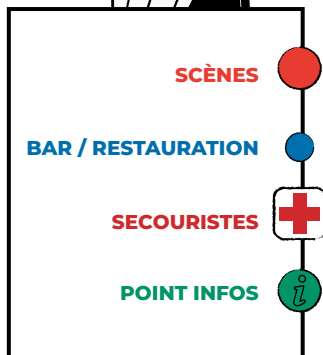 SCÈNES
BAR / RESTAURATION
SECOURISTES
POINT INFOS
i